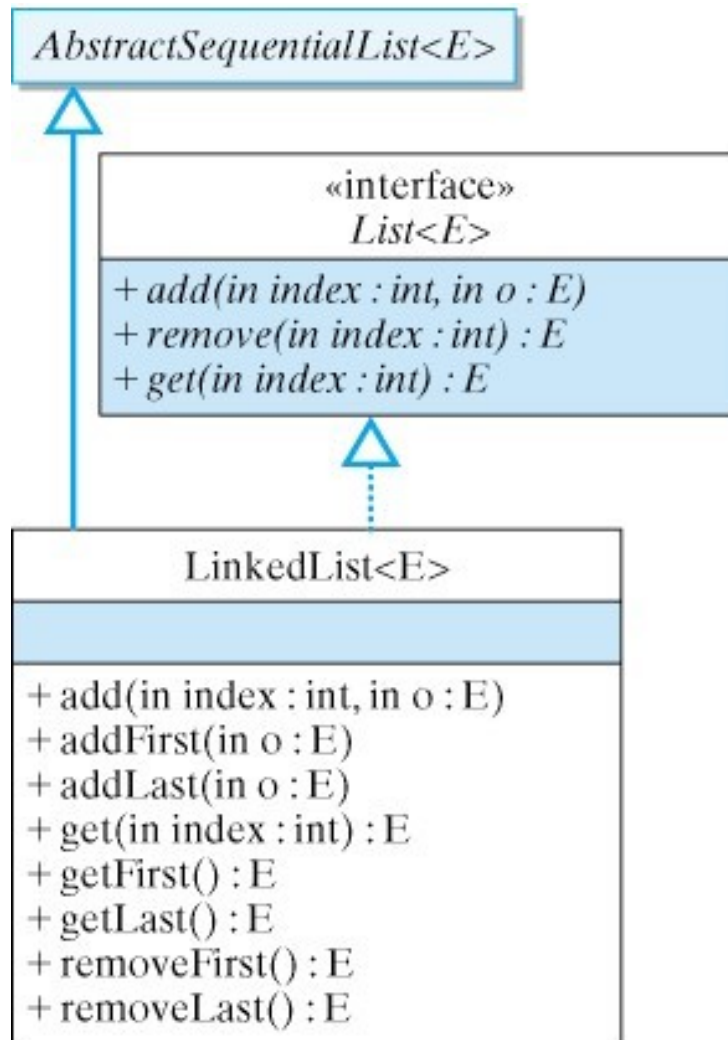 AbstractSequentialList<E>
«interface»
List<E>
+ add(in index : int, in o : E)
+ remove(in index : int) : E
+ get(in index : int) : E
LinkedList<E>
+ add(in index : int, in o : E)
+ addFirst(in o : E)
+ addLast(in o : E)
+ get(in index : int) : E
+ getFirst() : E
+ getLast() : E
+ removeFirst() : E
+ removeLast() : E